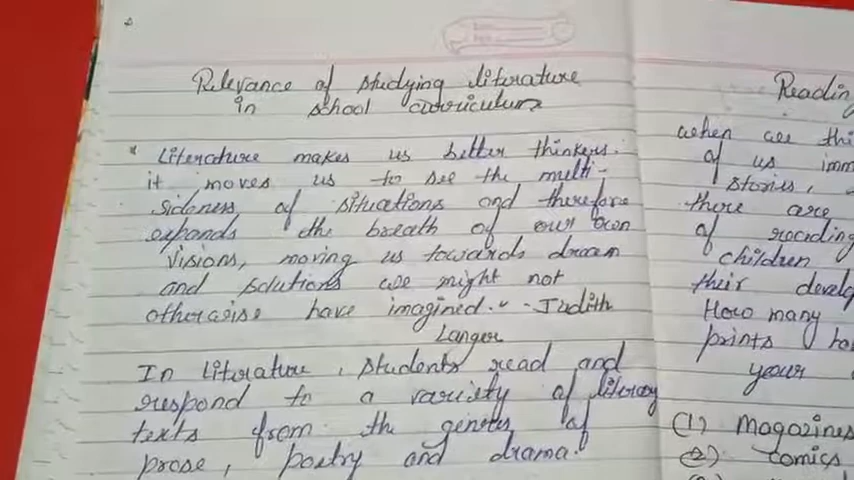 Relevance of studying literature
in school curriculum
* Literature makes us better thinkers.
it moves us to see the multi-
sideness of situations and therefore
expands the breath of our own
visions, moving us towards dream
and solutions we might not
otherwise have imagined." - Judith
Langer
In literature, students read and
respond to a variety of literary
texts from the genres of
prose, poetry and drama.
Readin
when we thi
of us imm
stories, a
there are
of reading
children
their develop
How many
prints ha
your
(1) Magazines
(2) Comics